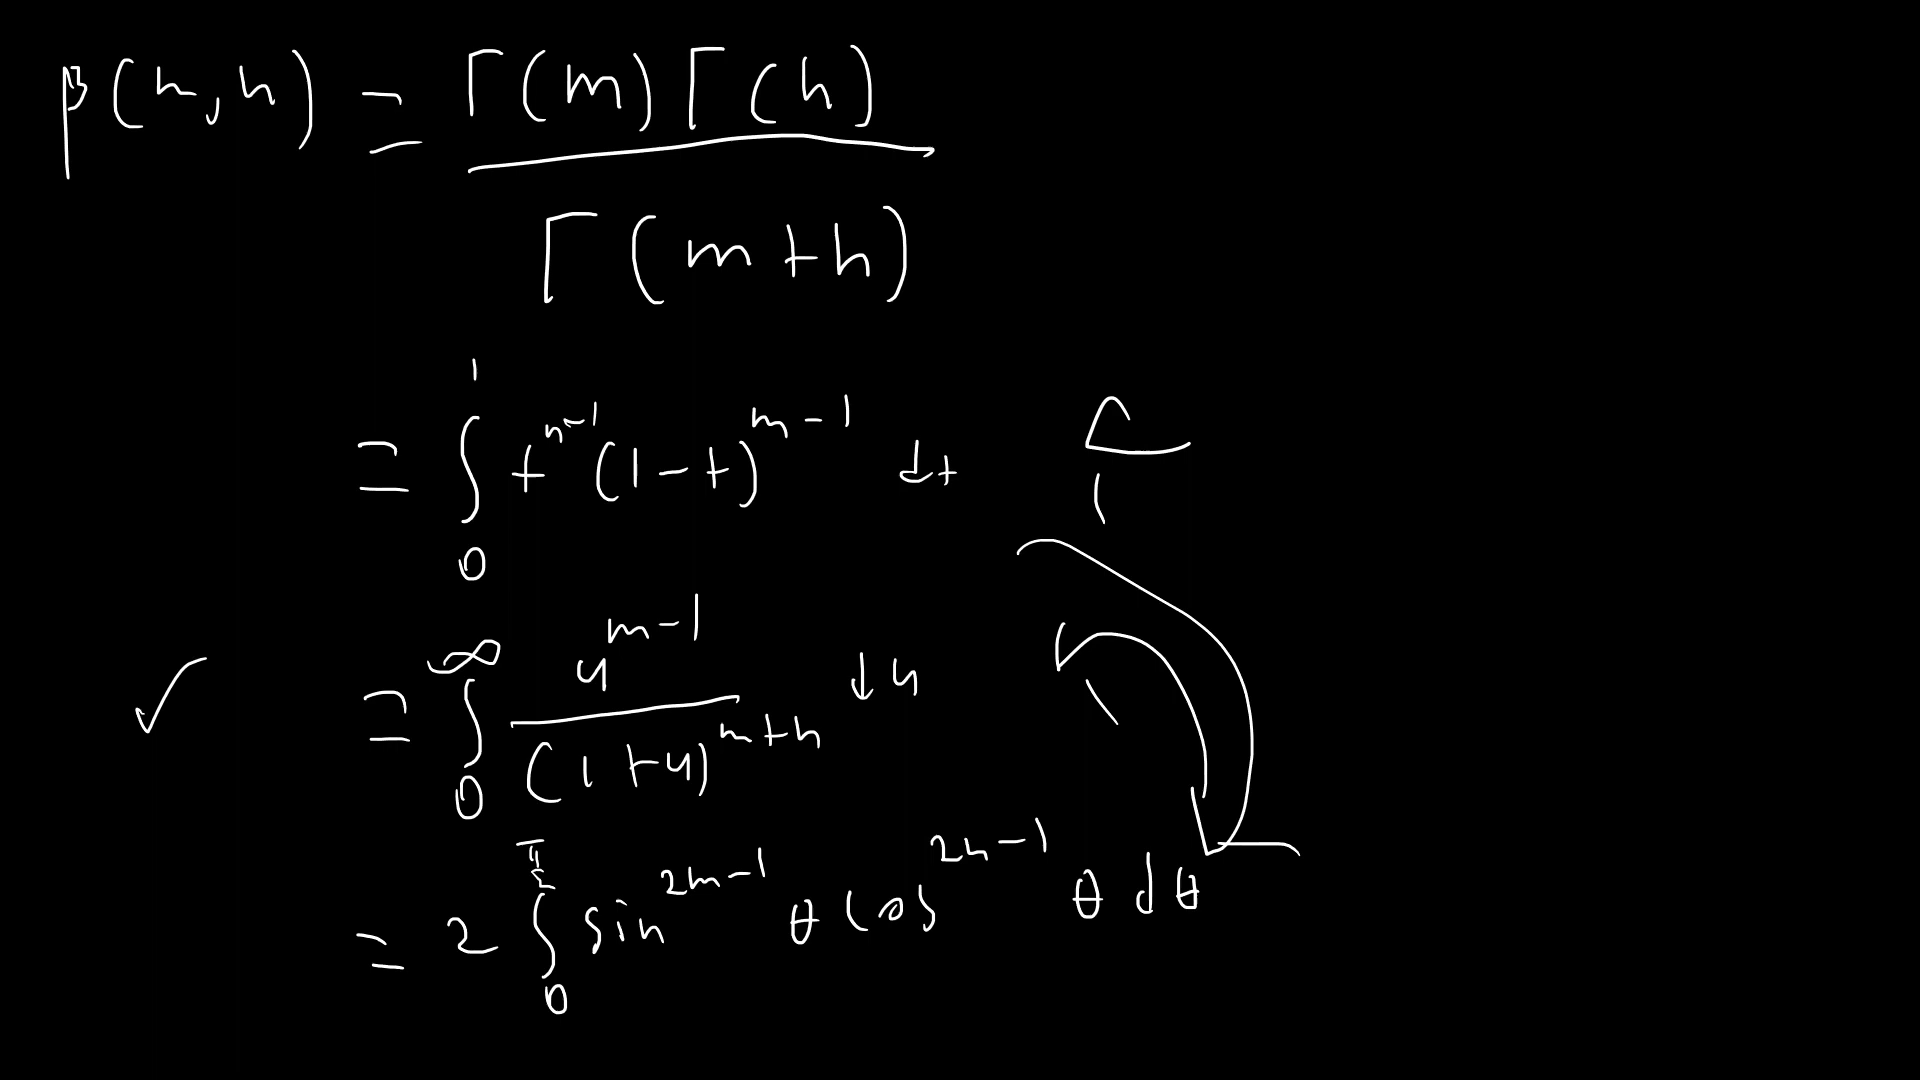 β(m,n) = Γ(m)Γ(n) / Γ(m+n)
= ∫₀¹ t^{n-1} (1-t)^{m-1} dt
= ∫₀^∞ u^{m-1} / (1+u)^{m+n} du
= 2 ∫₀^{π/2} sin^{2m-1} θ cos^{2n-1} θ dθ